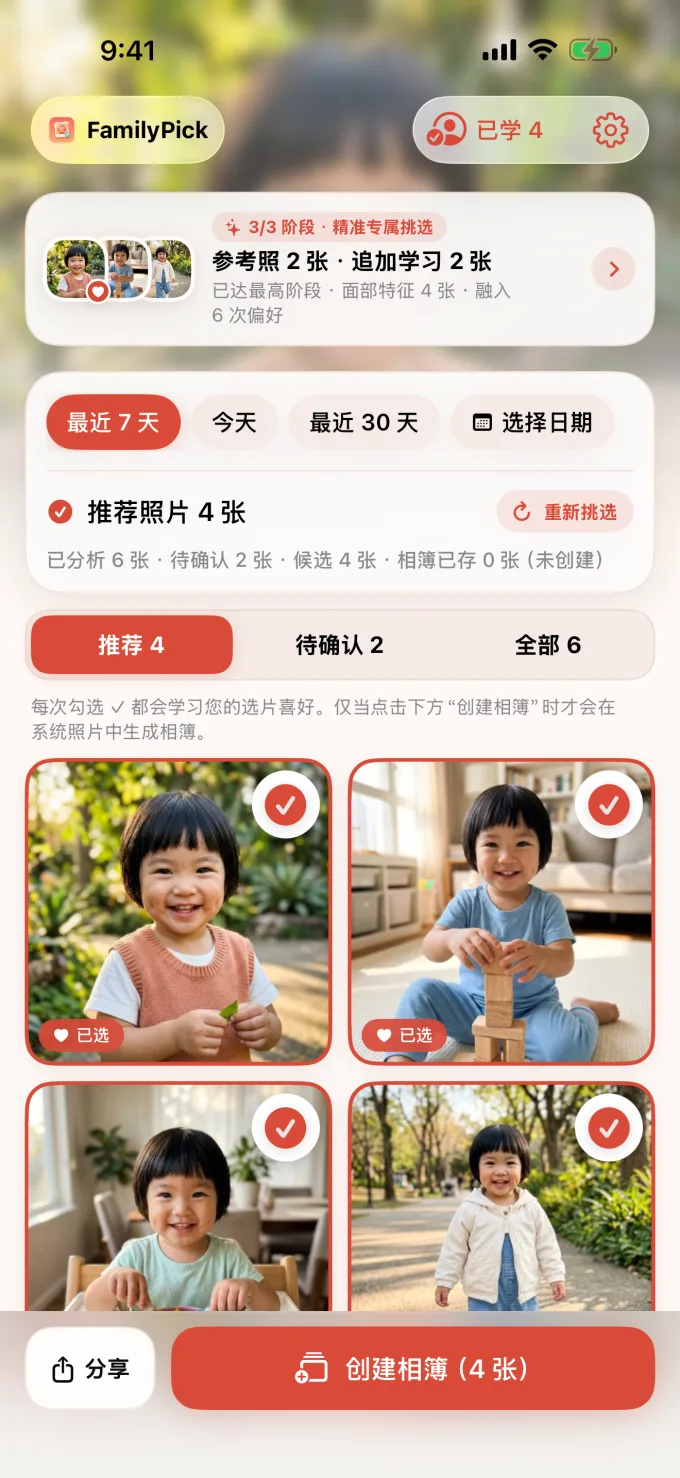 9:41
FamilyPick
已学 4
3/3 阶段 · 精准专属挑选
参考照 2 张 · 追加学习 2 张
已达最高阶段 · 面部特征 4 张 · 融入
6 次偏好
最近 7 天
今天
最近 30 天
选择日期
推荐照片 4 张
重新挑选
已分析 6 张 · 待确认 2 张 · 候选 4 张 · 相簿已存 0 张（未创建）
推荐 4
待确认 2
全部 6
每次勾选 ✓ 都会学习您的选片喜好。仅当点击下方“创建相簿”时才会在
系统照片中生成相簿。
已选
已选
分享
创建相簿（4 张）